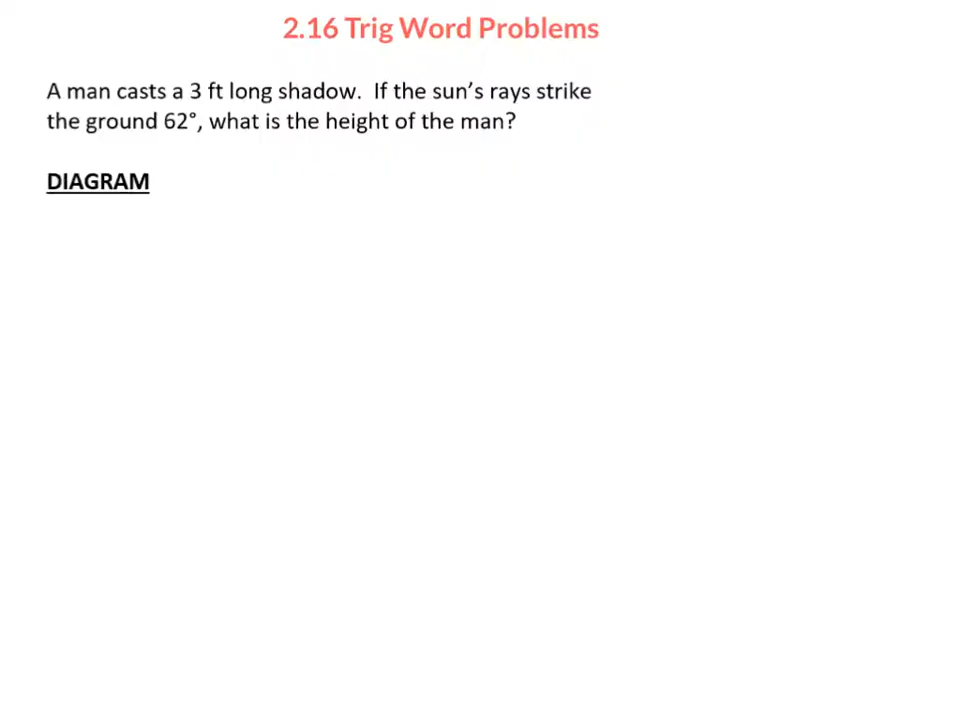 2.16 Trig Word Problems
A man casts a 3 ft long shadow.  If the sun’s rays strike
the ground 62°, what is the height of the man?
DIAGRAM